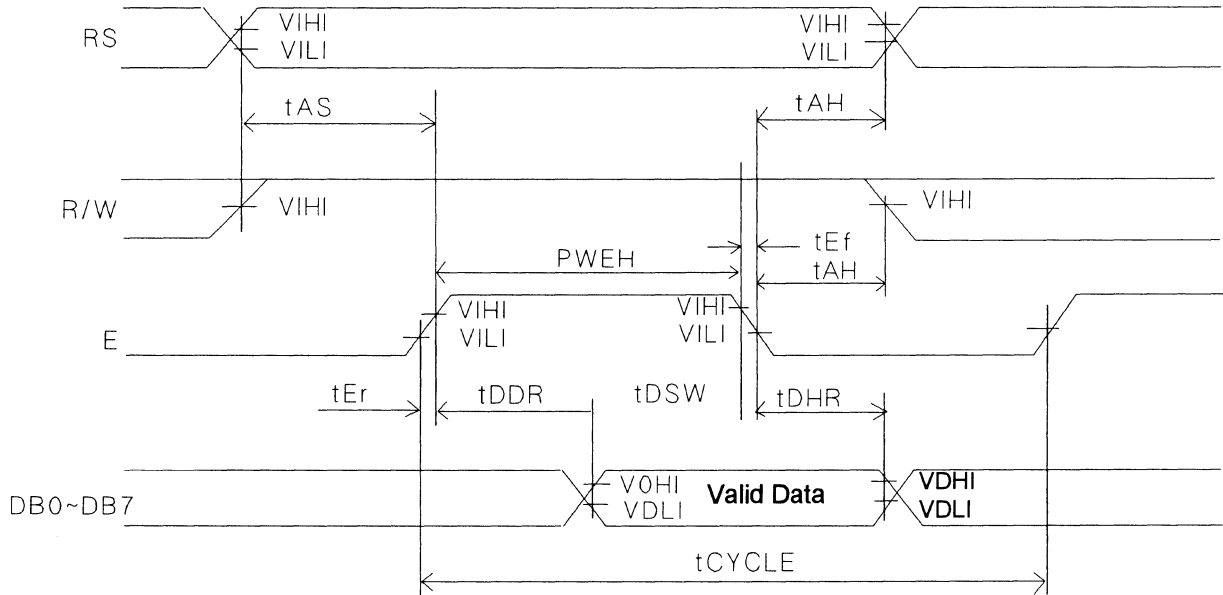 RS
VIHI
VILI
VIHI
VILI
tAS
tAH
R/W
VIHI
VIHI
tEf
PWEH
tAH
E
VIHI
VILI
VIHI
VILI
tEr
tDDR
tDSW
tDHR
DB0~DB7
VOHI
VDLI
Valid Data
VDHI
VDLI
tCYCLE